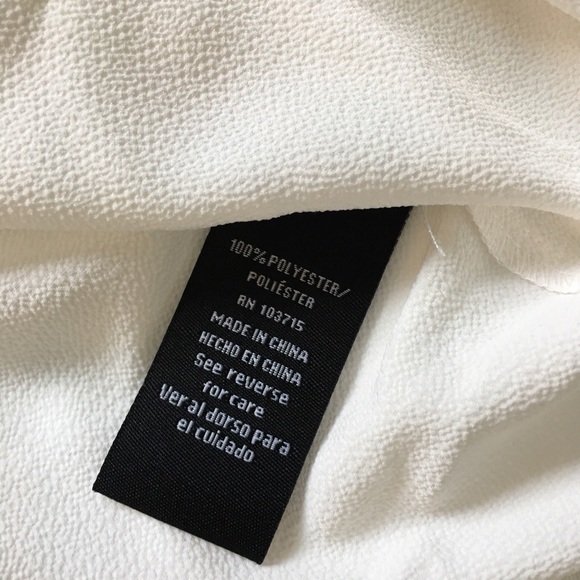 100% POLYESTER/
POLIÉSTER
RN 103715
MADE IN CHINA
HECHO EN CHINA
See reverse
for care
Ver al dorso para
el cuidado